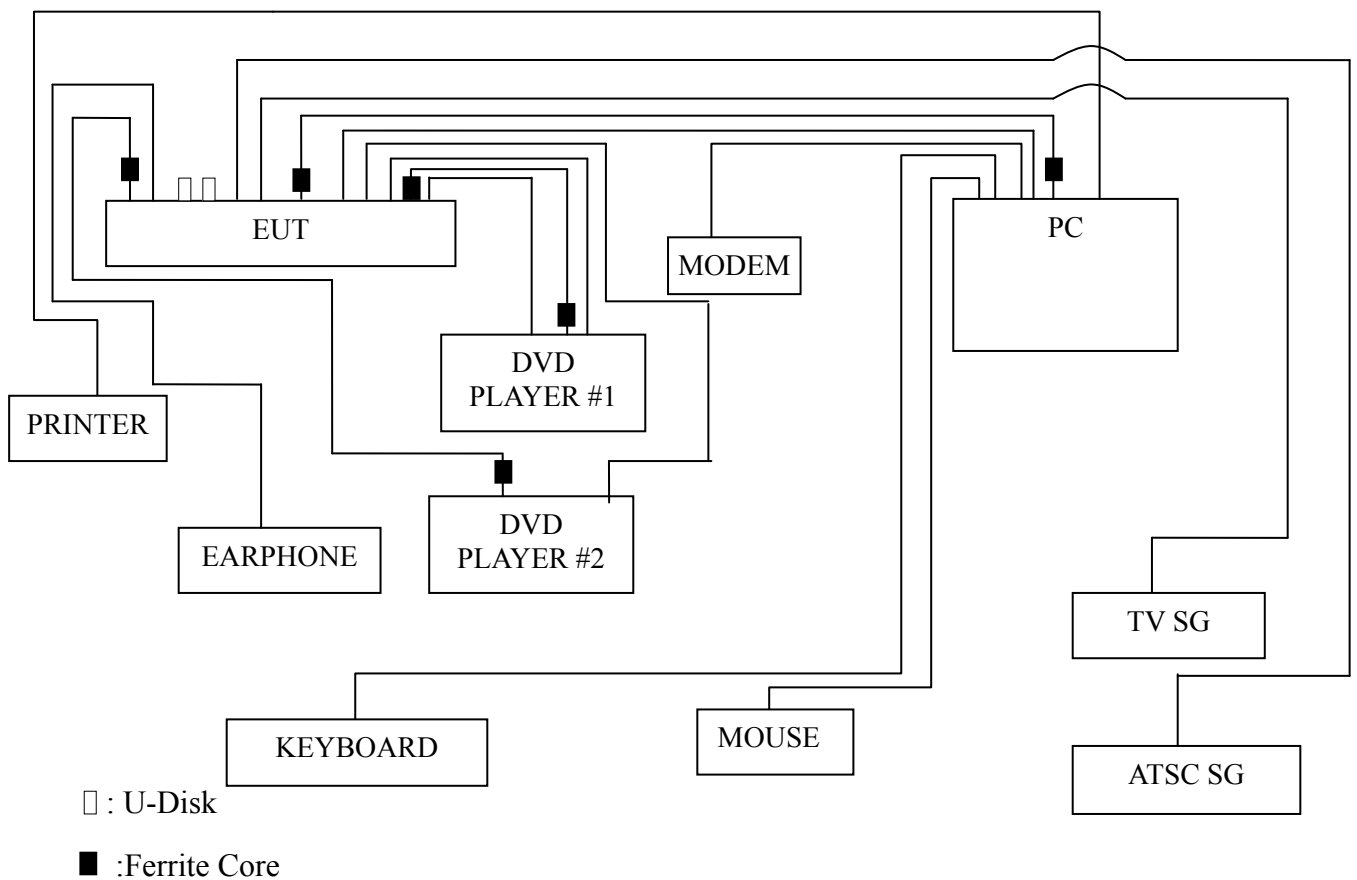 EUT
PC
MODEM
DVD
PLAYER #1
PRINTER
DVD
PLAYER #2
EARPHONE
TV SG
KEYBOARD
MOUSE
ATSC SG
: U-Disk
:Ferrite Core